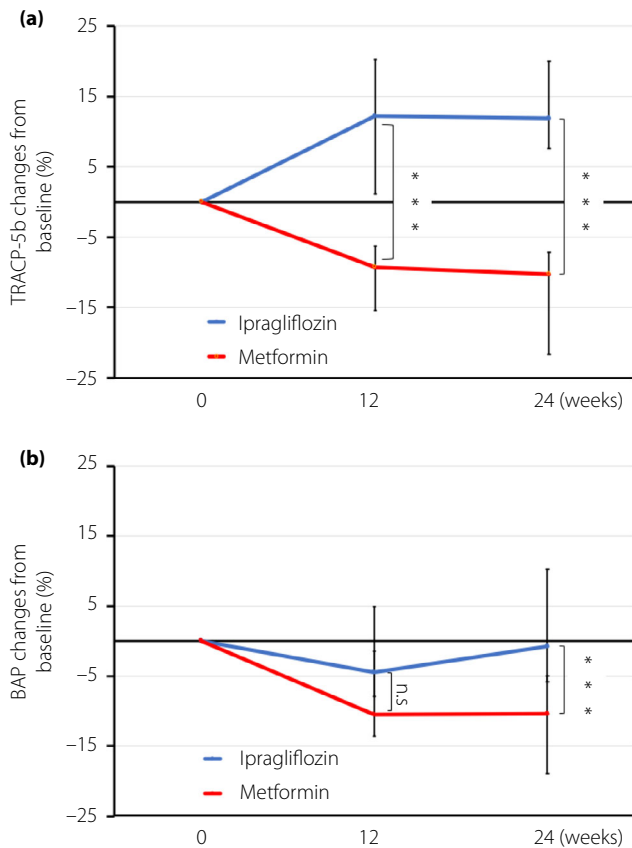 (a)
25
15
5
−5
−15
−25
TRACP-5b changes from
baseline (%)
* * *
* * *
Ipragliflozin
Metformin
0 12 24 (weeks)
(b)
25
15
5
−5
−15
−25
BAP changes from
baseline (%)
n.s
* * *
Ipragliflozin
Metformin
0 12 24 (weeks)